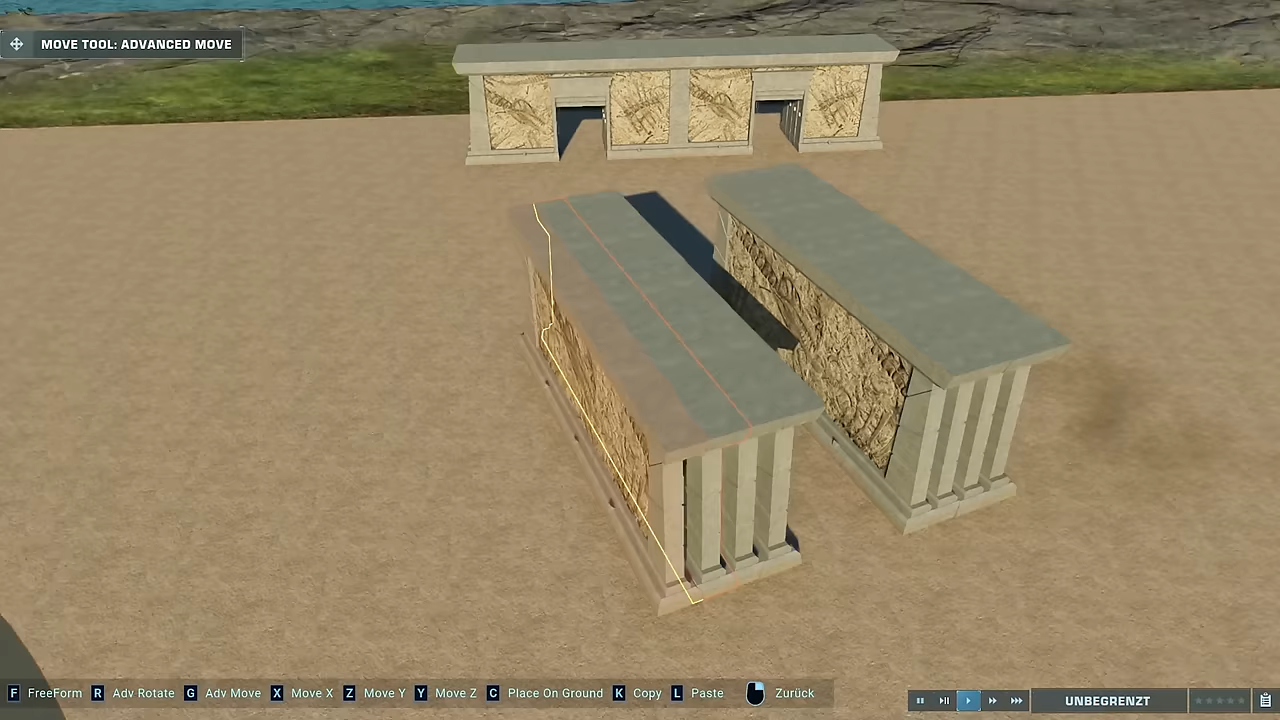 MOVE TOOL: ADVANCED MOVE
F FreeForm R Adv Rotate G Adv Move X Move X Z Move Y Y Move Z C Place On Ground K Copy L Paste Zurück
UNBEGRENZT